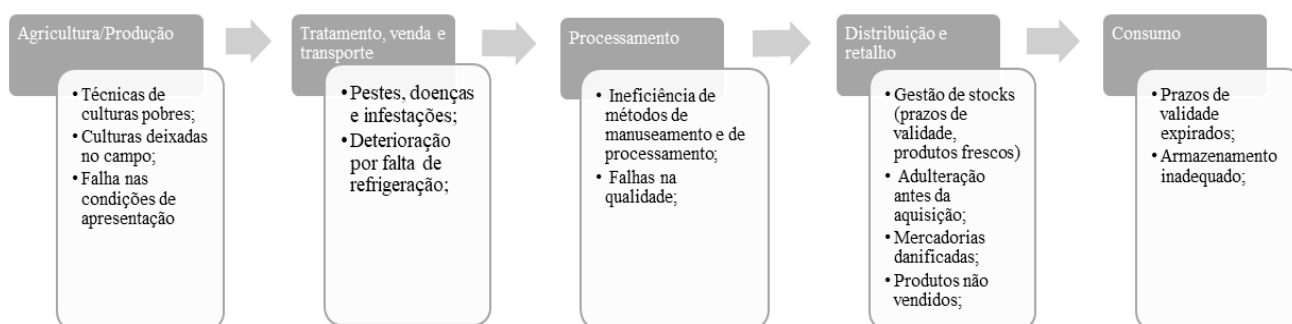 Agricultura/Produção
• Técnicas de
culturas pobres;
• Culturas deixadas
no campo;
• Falha nas
condições de
apresentação
Tratamento, venda e
transporte
• Pestes, doenças
e infestações;
• Deterioração
por falta de
refrigeração;
Processamento
• Ineficiência de
métodos de
manuseamento e de
processamento;
• Falhas na
qualidade;
Distribuição e
retalho
• Gestão de stocks
(prazos de
validade,
produtos frescos)
• Adulteração
antes da
aquisição;
• Mercadorias
danificadas;
• Produtos não
vendidos;
Consumo
• Prazos de
validade
expirados;
• Armazenamento
inadequado;